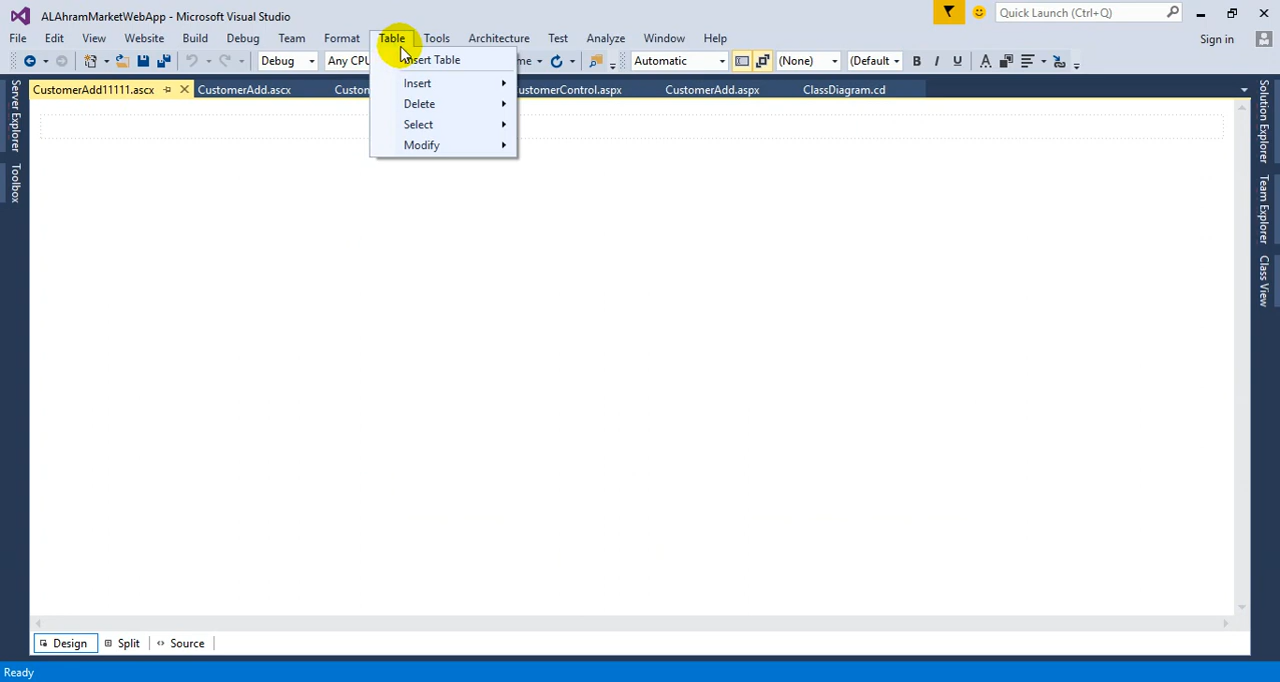 ALAhramMarketWebApp - Microsoft Visual Studio
Quick Launch (Ctrl+Q)
File Edit View Website Build Debug Team Format Table Tools Architecture Test Analyze Window Help Sign in
Debug Any CPU Automatic (None) (Default B I U A
Insert Table
Insert
Delete
Select
Modify
CustomerAdd11111.ascx CustomerAdd.ascx CustomerAdd.aspx ClassDiagram.cd
Server Explorer
Toolbox
Solution Explorer
Team Explorer
Class View
Design Split Source
Ready